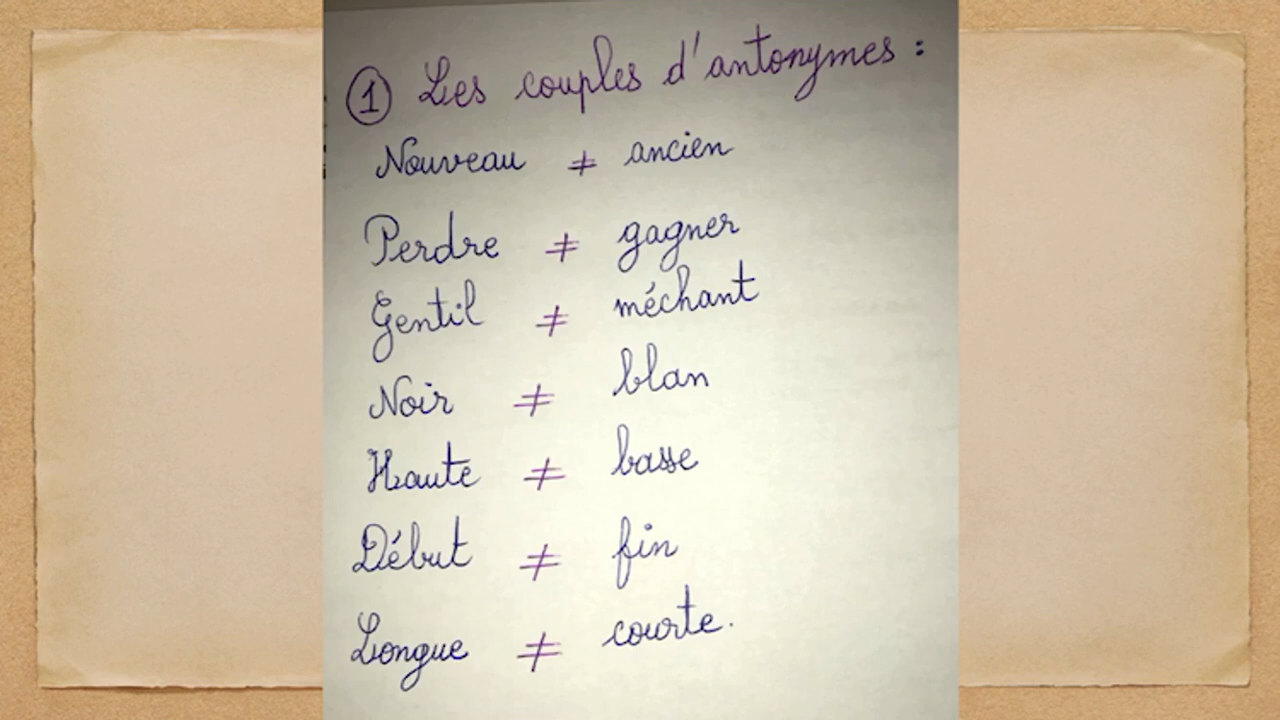 ① Les couples d'antonymes :
Nouveau ≠ ancien
Perdre ≠ gagner
Gentil ≠ méchant
Noir ≠ blan
Haute ≠ basse
Début ≠ fin
Longue ≠ courte.